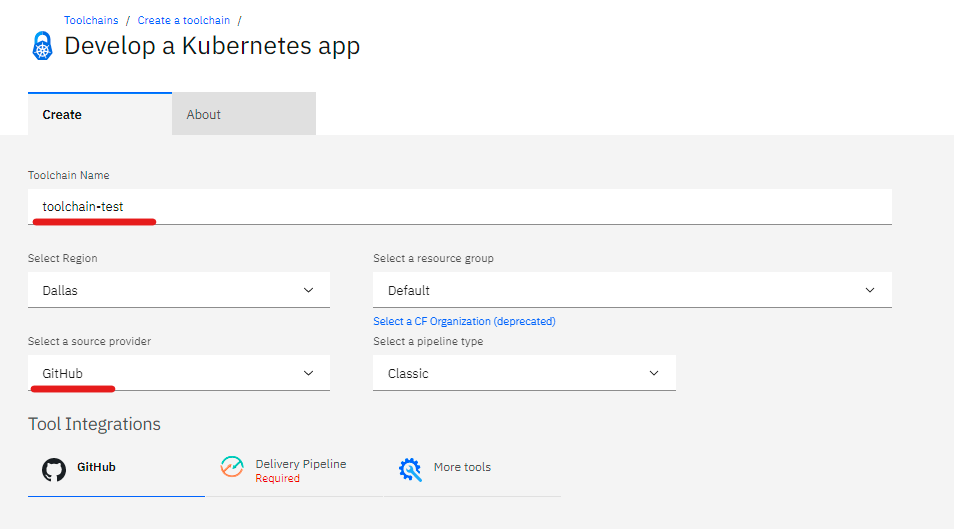 Toolchains / Create a toolchain /
Develop a Kubernetes app
Create About
Toolchain Name
toolchain-test
Select Region Select a resource group
Dallas Default
Select a CF Organization (deprecated)
Select a source provider Select a pipeline type
GitHub Classic
Tool Integrations
GitHub Delivery Pipeline More tools
Required